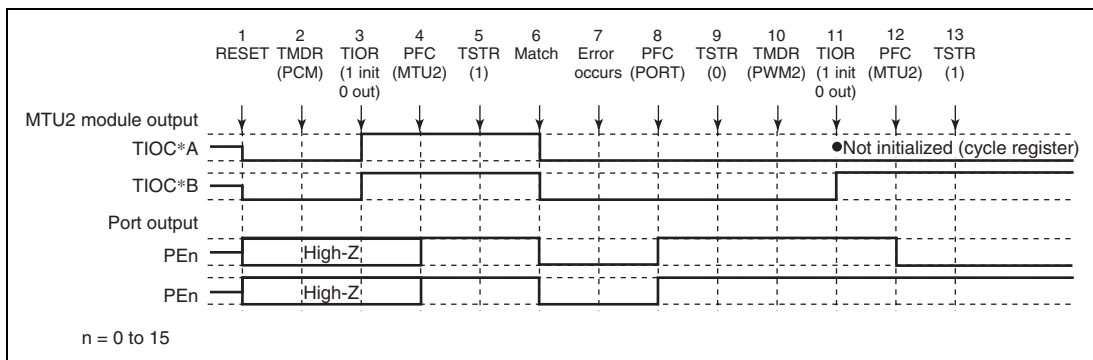 1 2 3 4 5 6 7 8 9 10 11 12 13
RESET TMDR TIOR PFC TSTR Match Error PFC TSTR TMDR TIOR PFC TSTR
(PCM) (1 init (MTU2) (1) occurs (PORT) (0) (PWM2) (1 init (MTU2) (1)
0 out) 0 out)
MTU2 module output
TIOC*A ●Not initialized (cycle register)
TIOC*B
Port output
PEn High-Z
PEn High-Z
n = 0 to 15